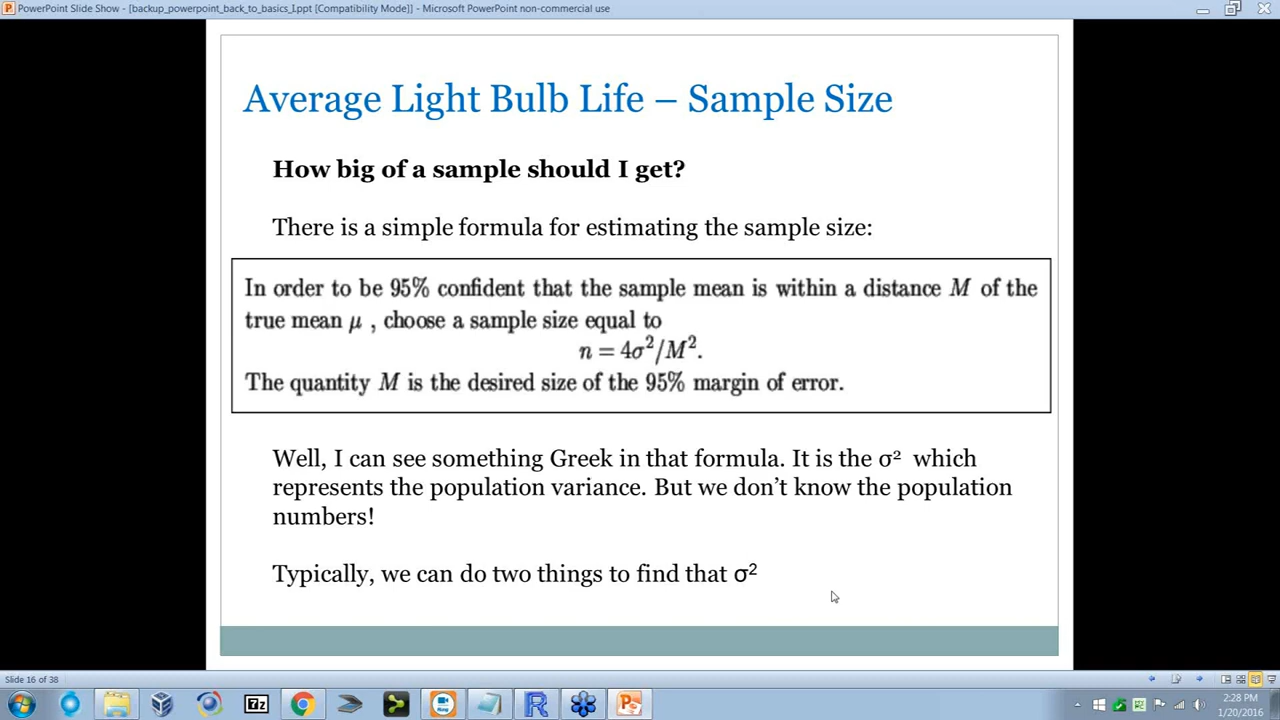 PowerPoint Slide Show - [backup_powerpoint_back_to_basics_I.ppt [Compatibility Mode]] - Microsoft PowerPoint non-commercial use
Average Light Bulb Life – Sample Size
How big of a sample should I get?
There is a simple formula for estimating the sample size:
In order to be 95% confident that the sample mean is within a distance M of the
true mean μ , choose a sample size equal to
n = 4σ²/M².
The quantity M is the desired size of the 95% margin of error.
Well, I can see something Greek in that formula. It is the σ² which
represents the population variance. But we don't know the population
numbers!
Typically, we can do two things to find that σ²
Slide 16 of 38
7z
R
2:28 PM
1/20/2016